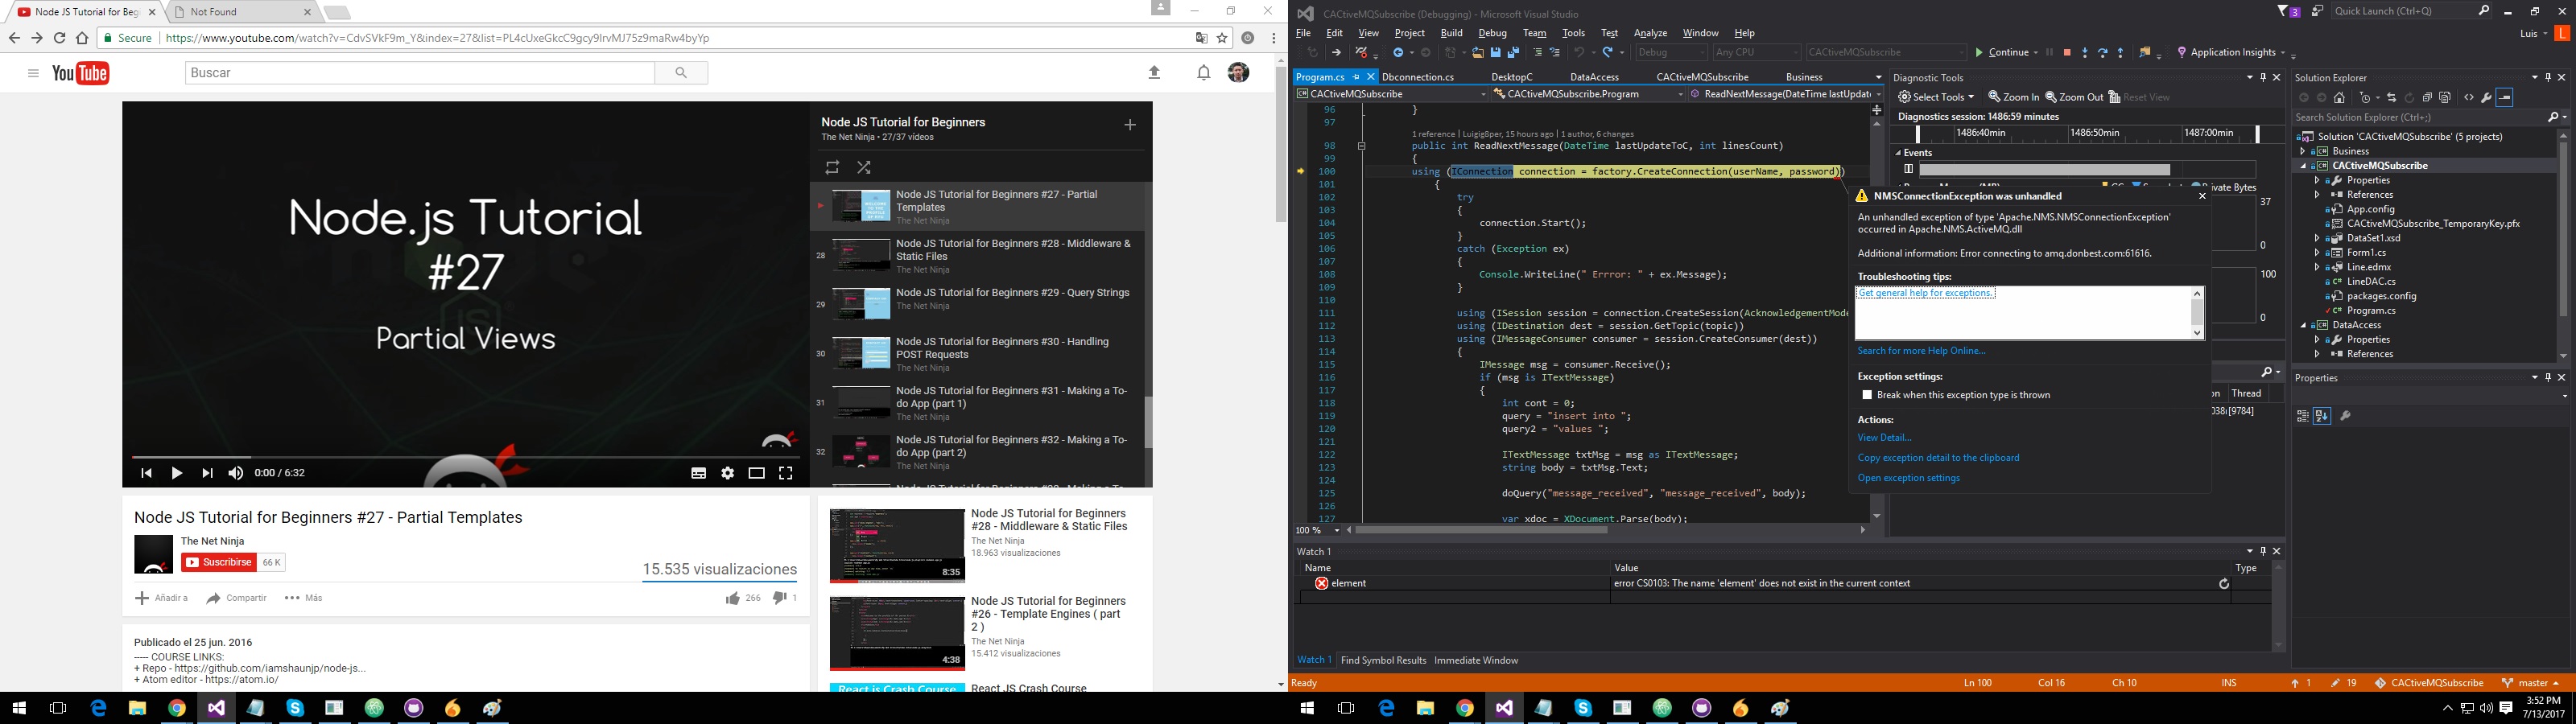 Node JS Tutorial for Beg
Not Found
Secure
https://www.youtube.com/watch?v=CdvSVkF9m_Y&index=27&list=PL4cUxeGkcC9gcy9IrvMJ75z9maRw4byYp
YouTube
Buscar
Node.js Tutorial
#27
Partial Views
0:00 / 6:32
Node JS Tutorial for Beginners
The Net Ninja • 27/37 vídeos
Node JS Tutorial for Beginners #27 - Partial
Templates
The Net Ninja
28
Node JS Tutorial for Beginners #28 - Middleware &
Static Files
The Net Ninja
29
Node JS Tutorial for Beginners #29 - Query Strings
The Net Ninja
30
Node JS Tutorial for Beginners #30 - Handling
POST Requests
The Net Ninja
31
Node JS Tutorial for Beginners #31 - Making a To-
do App (part 1)
The Net Ninja
32
Node JS Tutorial for Beginners #32 - Making a To-
do App (part 2)
The Net Ninja
Node JS Tutorial for Beginners #27 - Partial Templates
The Net Ninja
Suscribirse 66 K
15.535 visualizaciones
Añadir a
Compartir
Más
266
1
Publicado el 25 jun. 2016
----- COURSE LINKS:
+ Repo - https://github.com/iamshaunjp/node-js...
+ Atom editor - https://atom.io/
Node JS Tutorial for Beginners
#28 - Middleware & Static Files
The Net Ninja
18.963 visualizaciones
8:35
Node JS Tutorial for Beginners
#26 - Template Engines ( part
2 )
The Net Ninja
15.412 visualizaciones
4:38
React js Crash Course
React JS Crash Course
CACtiveMQSubscribe (Debugging) - Microsoft Visual Studio
3
Quick Launch (Ctrl+Q)
File Edit View Project Build Debug Team Tools Test Analyze Window Help
Luis
L
Debug
Any CPU
CACtiveMQSubscribe
Continue
Application Insights
Program.cs
Dbconnection.cs
DesktopC
DataAccess
CACtiveMQSubscribe
Business
CACtiveMQSubscribe
CACtiveMQSubscribe.Program
ReadNextMessage(DateTime lastUpdat
96 }
97
1 reference | Luigig8per, 15 hours ago | 1 author, 6 changes
98 public int ReadNextMessage(DateTime lastUpdateToC, int linesCount)
99 {
100 using (IConnection connection = factory.CreateConnection(userName, password))
101 {
102 try
103 {
104 connection.Start();
105 }
106 catch (Exception ex)
107 {
108 Console.WriteLine(" Errror: " + ex.Message);
109 }
110
111 using (ISession session = connection.CreateSession(AcknowledgementMode
112 using (IDestination dest = session.GetTopic(topic))
113 using (IMessageConsumer consumer = session.CreateConsumer(dest))
114 {
115 IMessage msg = consumer.Receive();
116 if (msg is ITextMessage)
117 {
118 int cont = 0;
119 query = "insert into ";
120 query2 = "values ";
121
122 ITextMessage txtMsg = msg as ITextMessage;
123 string body = txtMsg.Text;
124
125 doQuery("message_received", "message_received", body);
126
127 var xdoc = XDocument.Parse(body);
100 %
Diagnostic Tools
Select Tools
Zoom In
Zoom Out
Reset View
Diagnostics session: 1486:59 minutes
1486:40min
1486:50min
1487:00min
Events
Private Bytes
37
0
100
0
Thread
[9784]
NMSConnectionException was unhandled
An unhandled exception of type 'Apache.NMS.NMSConnectionException'
occurred in Apache.NMS.ActiveMQ.dll
Additional information: Error connecting to amq.donbest.com:61616.
Troubleshooting tips:
Get general help for exceptions.
Search for more Help Online...
Exception settings:
Break when this exception type is thrown
Actions:
View Detail...
Copy exception detail to the clipboard
Open exception settings
Solution Explorer
Search Solution Explorer (Ctrl+;)
Solution 'CACtiveMQSubscribe' (5 projects)
Business
CACtiveMQSubscribe
Properties
References
App.config
CACtiveMQSubscribe_TemporaryKey.pfx
DataSet1.xsd
Form1.cs
Line.edmx
LineDAC.cs
packages.config
Program.cs
DataAccess
Properties
References
Properties
Watch 1
Name
Value
Type
element
error CS0103: The name 'element' does not exist in the current context
Watch 1
Find Symbol Results
Immediate Window
Ready
Ln 100
Col 16
Ch 10
INS
1
19
CACtiveMQSubscribe
master
3:52 PM
7/13/2017